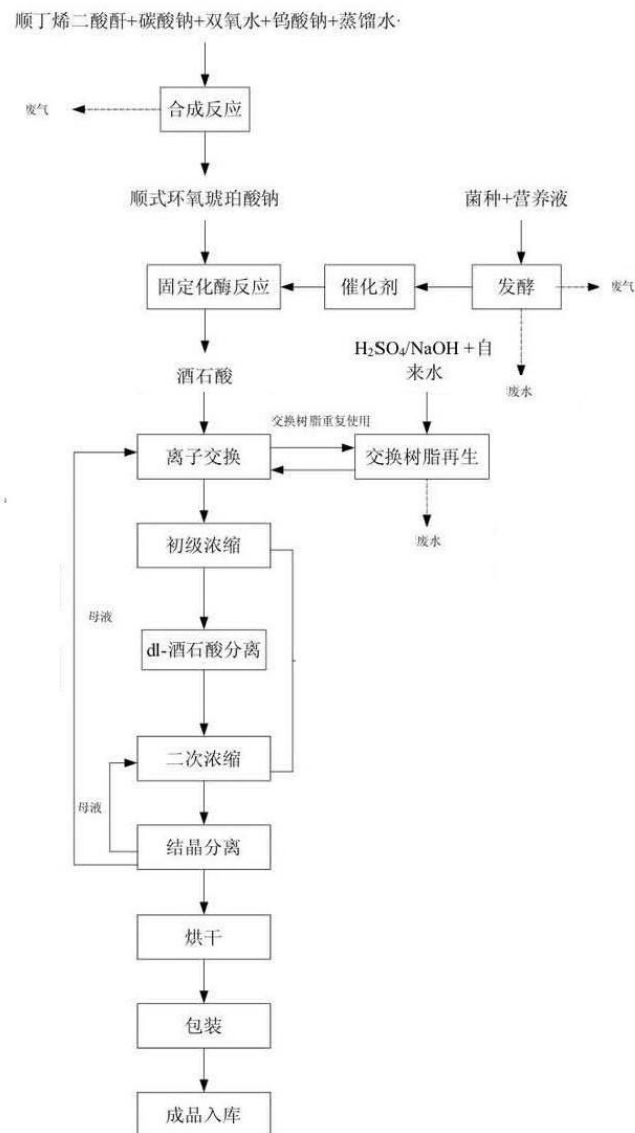 顺丁烯二酸酐+碳酸钠+双氧水+钨酸钠+蒸馏水·
废气
合成反应
顺式环氧琥珀酸钠
菌种+营养液
固定化酶反应
催化剂
发酵
废气
H₂SO₄/NaOH +自
来水
废水
酒石酸
交换树脂重复使用
离子交换
交换树脂再生
初级浓缩
废水
母液
dl-酒石酸分离
二次浓缩
母液
结晶分离
烘干
包装
成品入库